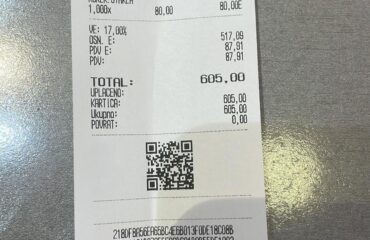 1,000x 80,00 80,00E
VE: 17,00%
OSN. E: 517,09
PDV E: 87,91
PDV: 87,91
TOTAL: 605,00
UPLAĆENO:
KARTICA: 605,00
Ukupno: 605,00
POVRAT: 0,00